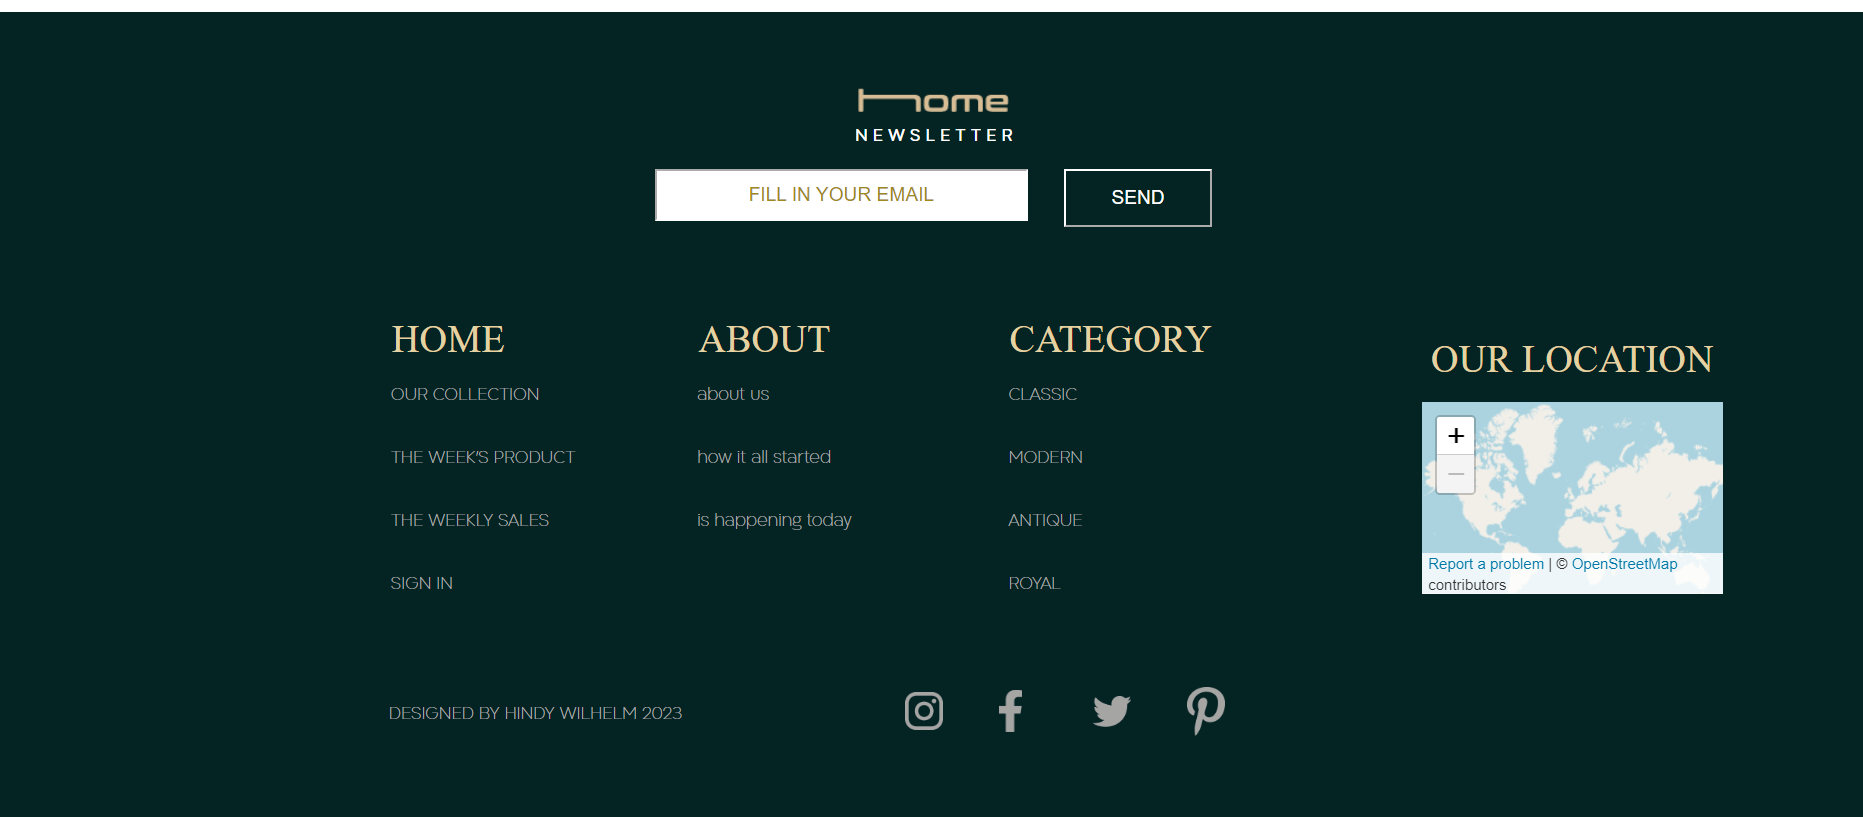 home
NEWSLETTER
FILL IN YOUR EMAIL
SEND
HOME
OUR COLLECTION
THE WEEK'S PRODUCT
THE WEEKLY SALES
SIGN IN
ABOUT
about us
how it all started
is happening today
CATEGORY
CLASSIC
MODERN
ANTIQUE
ROYAL
OUR LOCATION
+
−
Report a problem | © OpenStreetMap
contributors
DESIGNED BY HINDY WILHELM 2023